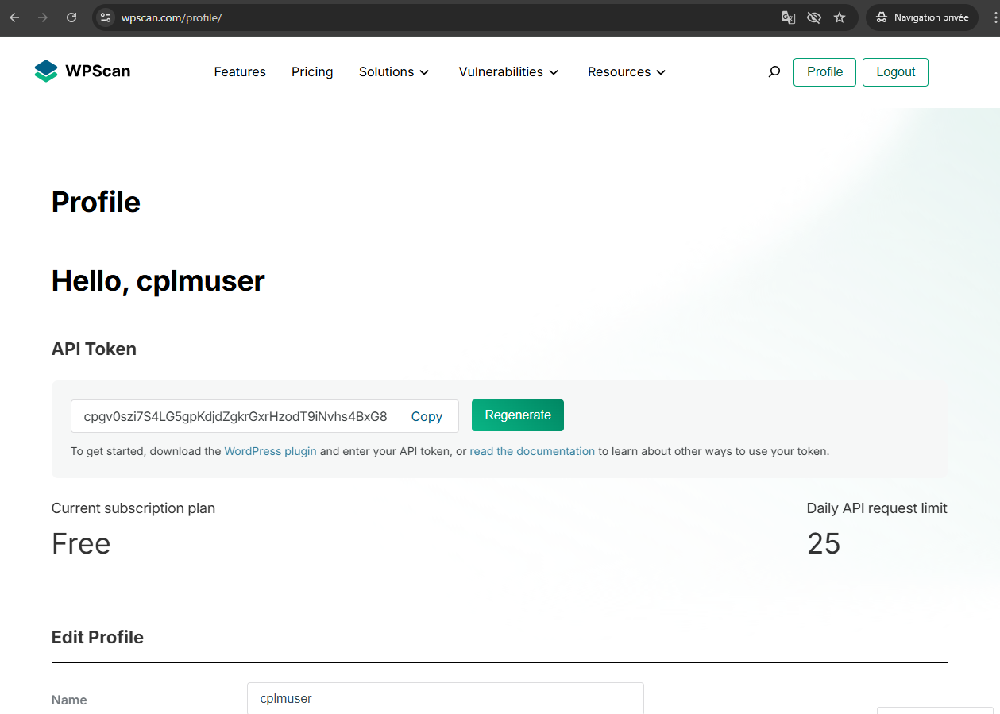 wpscan.com/profile/ Navigation privée
WPScan Features Pricing Solutions Vulnerabilities Resources Profile Logout
Profile
Hello, cplmuser
API Token
cpgv0szi7S4LG5gpKdjdZgkrGxrHzodT9iNvhs4BxG8 Copy Regenerate
To get started, download the WordPress plugin and enter your API token, or read the documentation to learn about other ways to use your token.
Current subscription plan Daily API request limit
Free 25
Edit Profile
Name cplmuser